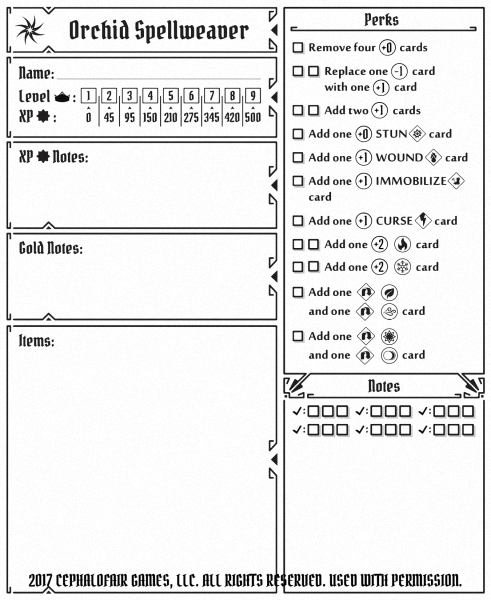 Orchid Spellweaver
Name:
Level : 1 2 3 4 5 6 7 8 9
XP : 0 45 95 150 210 275 345 420 500
XP Notes:
Gold Notes:
Items:
Perks
Remove four +0 cards
Replace one -1 card
with one +1 card
Add two +1 cards
Add one +0 STUN card
Add one +1 WOUND card
Add one +1 IMMOBILIZE
card
Add one +1 CURSE card
Add one +2 card
Add one +2 card
Add one
and one card
Add one
and one card
Notes
✓: ✓: ✓:
✓: ✓: ✓:
2017 CEPHALOFAIR GAMES, LLC. ALL RIGHTS RESERVED. USED WITH PERMISSION.